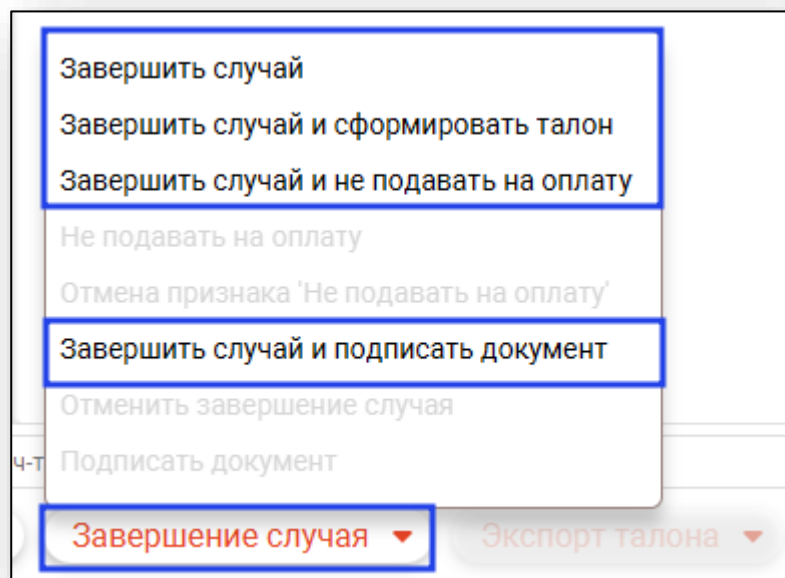 Завершить случай
Завершить случай и сформировать талон
Завершить случай и не подавать на оплату
Не подавать на оплату
Отмена признака 'Не подавать на оплату'
Завершить случай и подписать документ
Отменить завершение случая
Подписать документ
Завершение случая
Экспорт талона